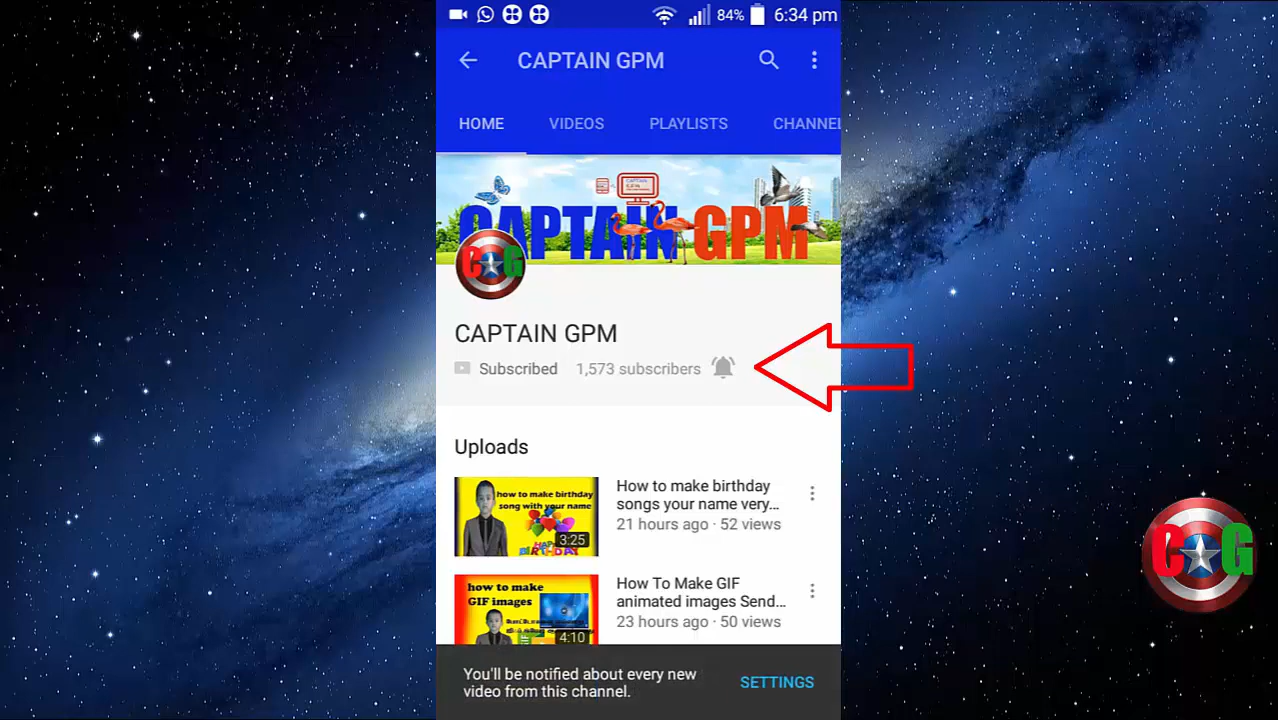 84% 6:34 pm
CAPTAIN GPM
HOME VIDEOS PLAYLISTS CHANNEL
CAPTAIN GPM
CG
CAPTAIN GPM
Subscribed 1,573 subscribers
Uploads
how to make birthday
song with your name
BIRTHDAY
3:25
How to make birthday
songs your name very...
21 hours ago · 52 views
how to make
GIF images
4:10
How To Make GIF
animated images Send...
23 hours ago · 50 views
You'll be notified about every new
video from this channel.
SETTINGS
CG